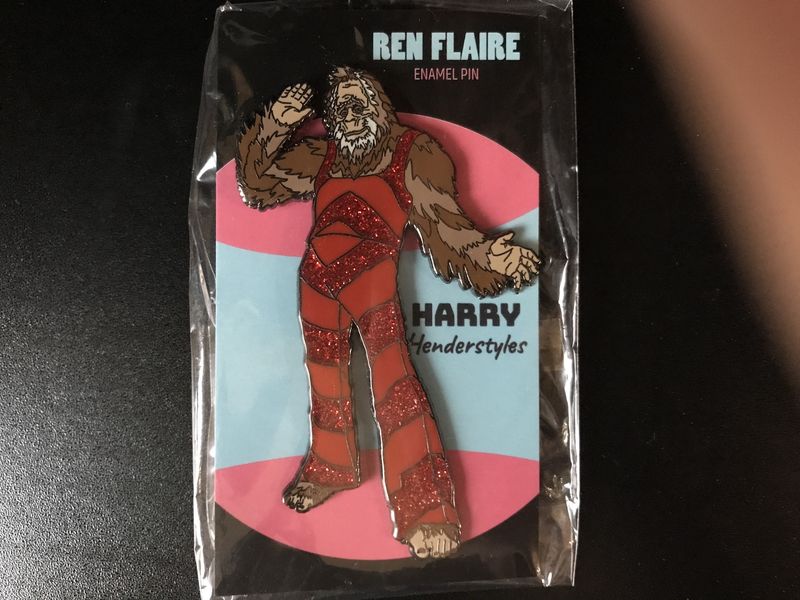 REN FLAIRE
ENAMEL PIN
HARRY
Henderstyles